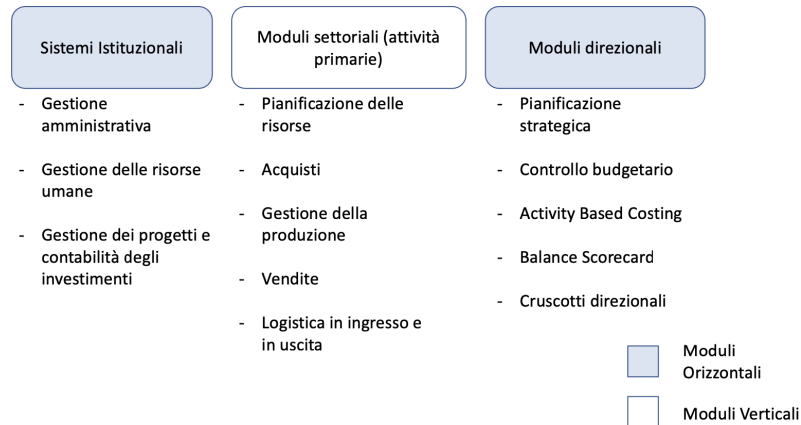 Sistemi Istituzionali
- Gestione
amministrativa
- Gestione delle risorse
umane
- Gestione dei progetti e
contabilità degli
investimenti
Moduli settoriali (attività
primarie)
- Pianificazione delle
risorse
- Acquisti
- Gestione della
produzione
- Vendite
- Logistica in ingresso e
in uscita
Moduli direzionali
- Pianificazione
strategica
- Controllo budgetario
- Activity Based Costing
- Balance Scorecard
- Cruscotti direzionali
Moduli
Orizzontali
Moduli Verticali